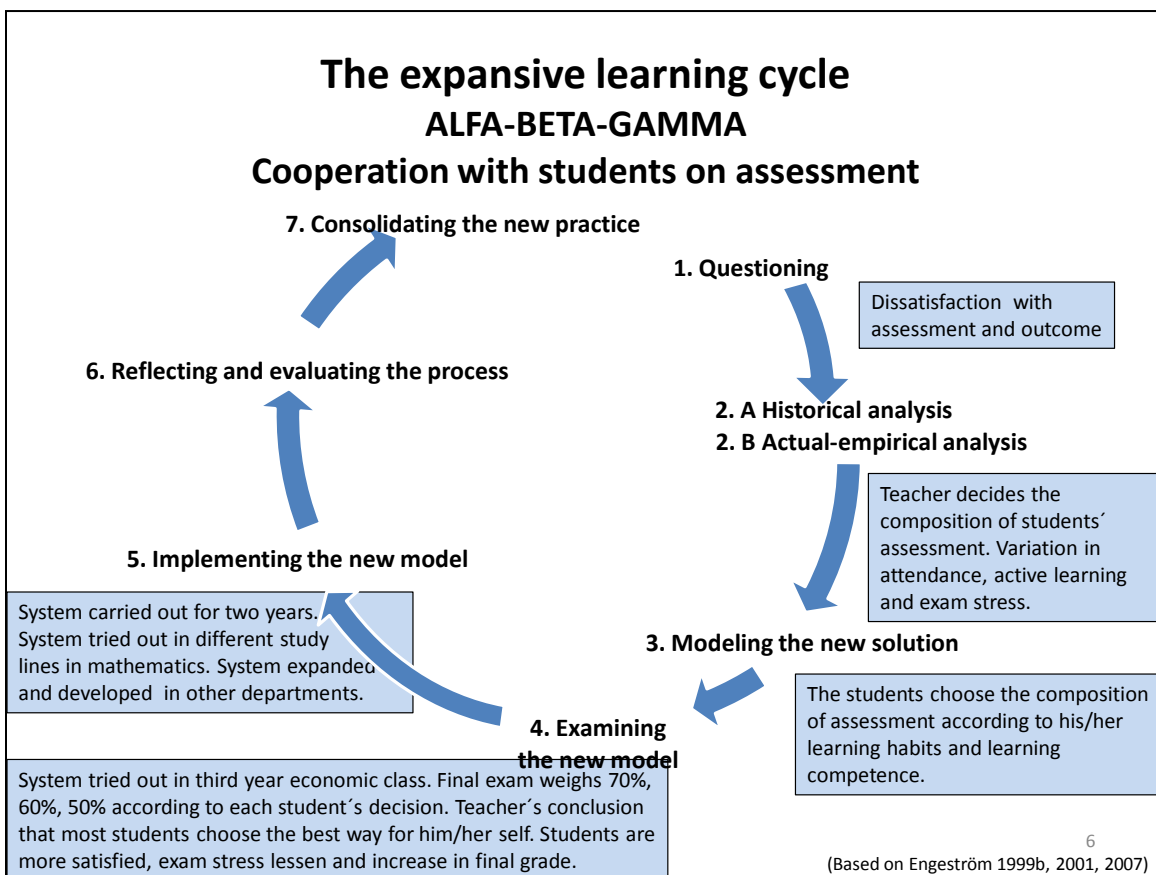 The expansive learning cycle
ALFA-BETA-GAMMA
Cooperation with students on assessment
7. Consolidating the new practice
1. Questioning
Dissatisfaction with
assessment and outcome
6. Reflecting and evaluating the process
2. A Historical analysis
2. B Actual-empirical analysis
Teacher decides the
composition of students´
assessment. Variation in
attendance, active learning
and exam stress.
5. Implementing the new model
System carried out for two years.
System tried out in different study
lines in mathematics. System expanded
and developed in other departments.
3. Modeling the new solution
The students choose the composition
of assessment according to his/her
learning habits and learning
competence.
4. Examining
the new model
System tried out in third year economic class. Final exam weighs 70%,
60%, 50% according to each student´s decision. Teacher´s conclusion
that most students choose the best way for him/her self. Students are
more satisfied, exam stress lessen and increase in final grade.
6
(Based on Engeström 1999b, 2001, 2007)